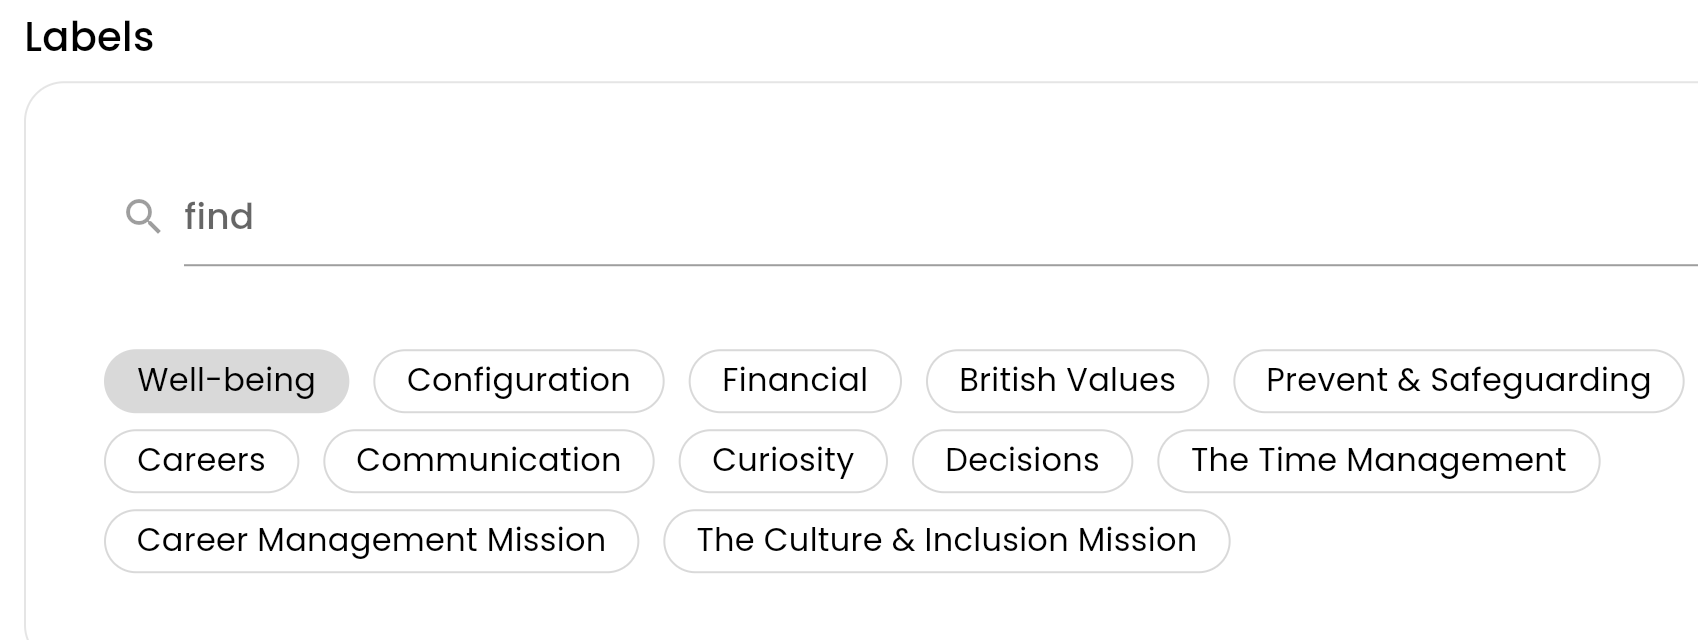 Labels
find
Well-being Configuration Financial British Values Prevent & Safeguarding
Careers Communication Curiosity Decisions The Time Management
Career Management Mission The Culture & Inclusion Mission